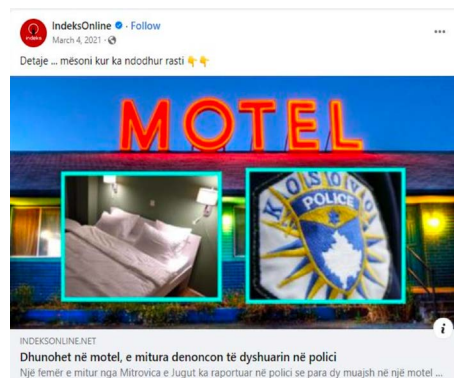 IndeksOnline · Follow
March 4, 2021 ·
Detaje ... mësoni kur ka ndodhur rasti 👇👇
MOTEL
KOSOVO
POLICE
INDEKSONLINE.NET
Dhunohet në motel, e mitura denoncon të dyshuarin në polici
Një femër e mitur nga Mitrovica e Jugut ka raportuar në polici se para dy muajsh në një motel ...